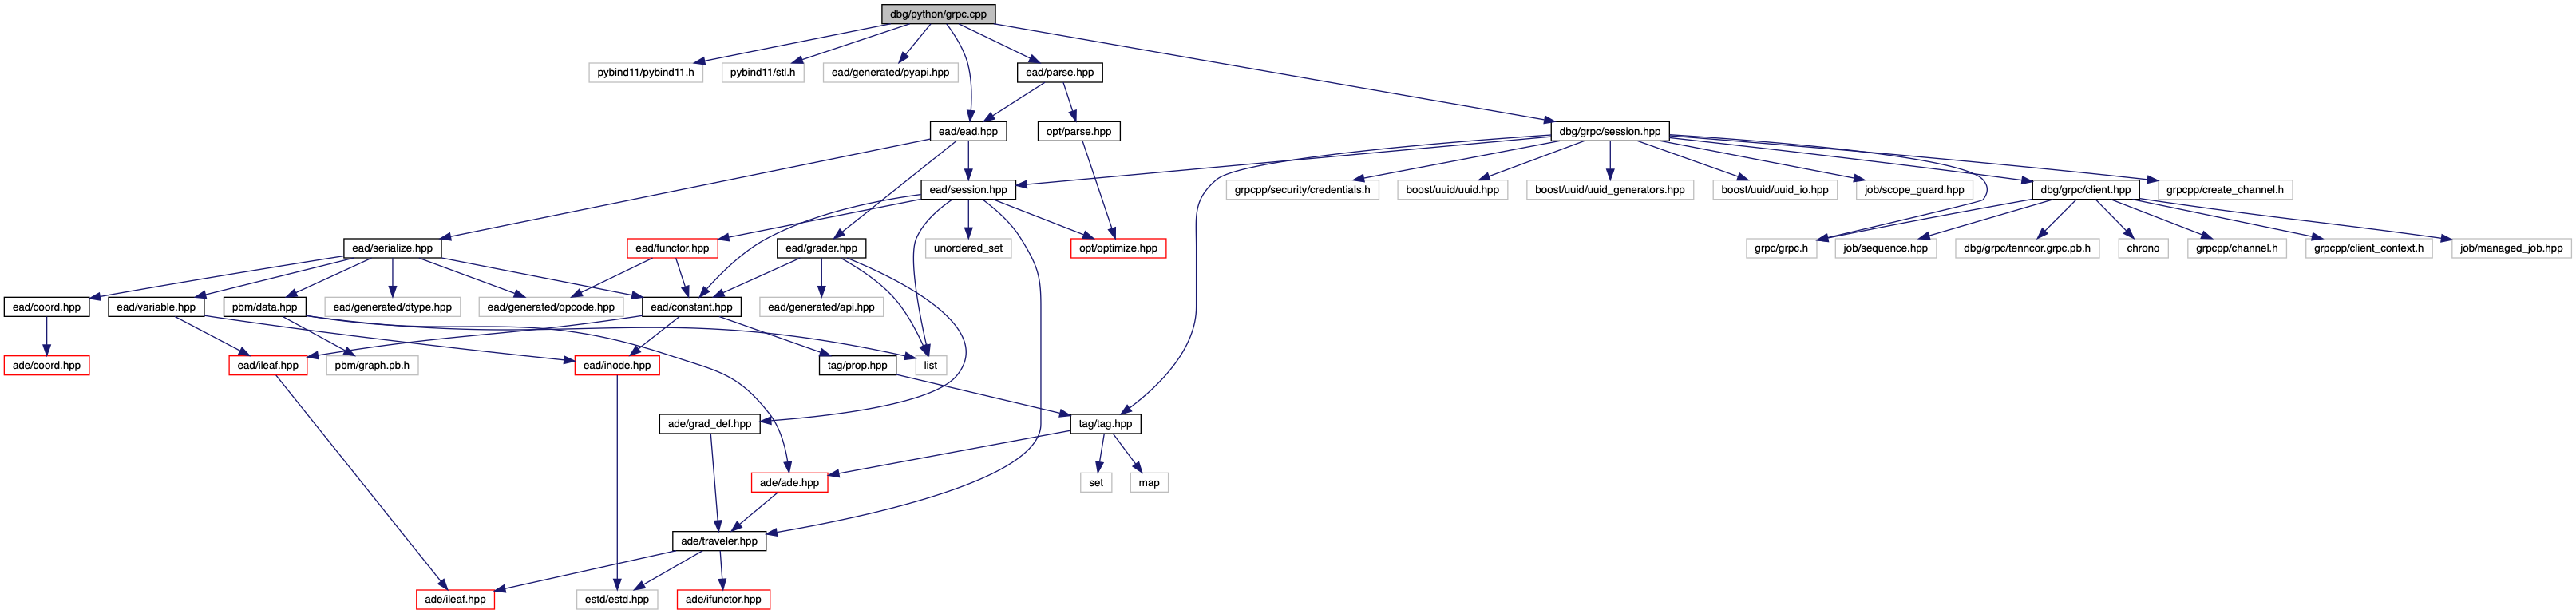 dbg/python/grpc.cpp
pybind11/pybind11.h
pybind11/stl.h
ead/generated/pyapi.hpp
ead/parse.hpp
ead/ead.hpp
opt/parse.hpp
dbg/grpc/session.hpp
ead/session.hpp
grpcpp/security/credentials.h
boost/uuid/uuid.hpp
boost/uuid/uuid_generators.hpp
boost/uuid/uuid_io.hpp
job/scope_guard.hpp
dbg/grpc/client.hpp
grpcpp/create_channel.h
ead/serialize.hpp
ead/functor.hpp
ead/grader.hpp
unordered_set
opt/optimize.hpp
grpc/grpc.h
job/sequence.hpp
dbg/grpc/tenncor.grpc.pb.h
chrono
grpcpp/channel.h
grpcpp/client_context.h
job/managed_job.hpp
ead/coord.hpp
ead/variable.hpp
pbm/data.hpp
ead/generated/dtype.hpp
ead/generated/opcode.hpp
ead/constant.hpp
ead/generated/api.hpp
ade/coord.hpp
ead/ileaf.hpp
pbm/graph.pb.h
ead/inode.hpp
tag/prop.hpp
list
ade/grad_def.hpp
tag/tag.hpp
ade/ade.hpp
set
map
ade/traveler.hpp
ade/ileaf.hpp
estd/estd.hpp
ade/ifunctor.hpp